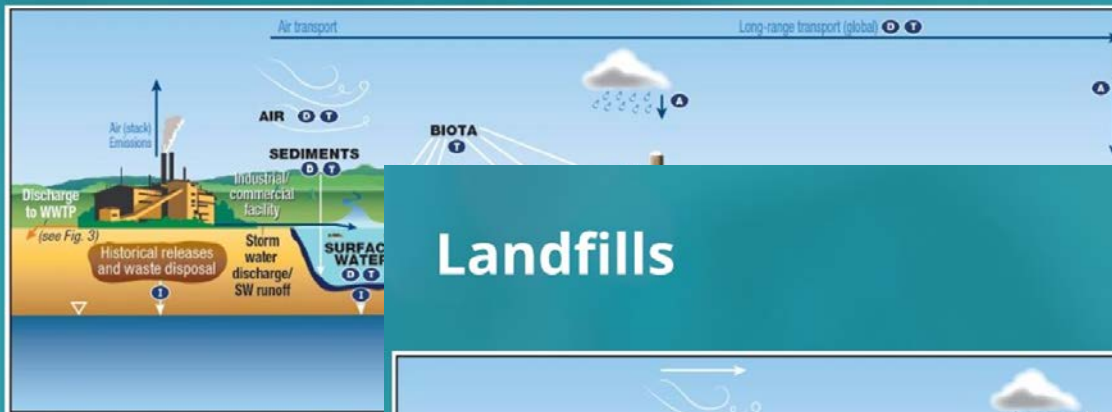 Air transport
Long-range transport (global) D T
A
Air (stack)
Emissions
AIR D T
BIOTA
T
A
SEDIMENTS
D T
Industrial/
commercial
facility
Discharge
to WWTP
(see Fig. 3)
Historical releases
and waste disposal
I
Storm
water
discharge/
SW runoff
SURFAC
WATER
D T
I
Landfills